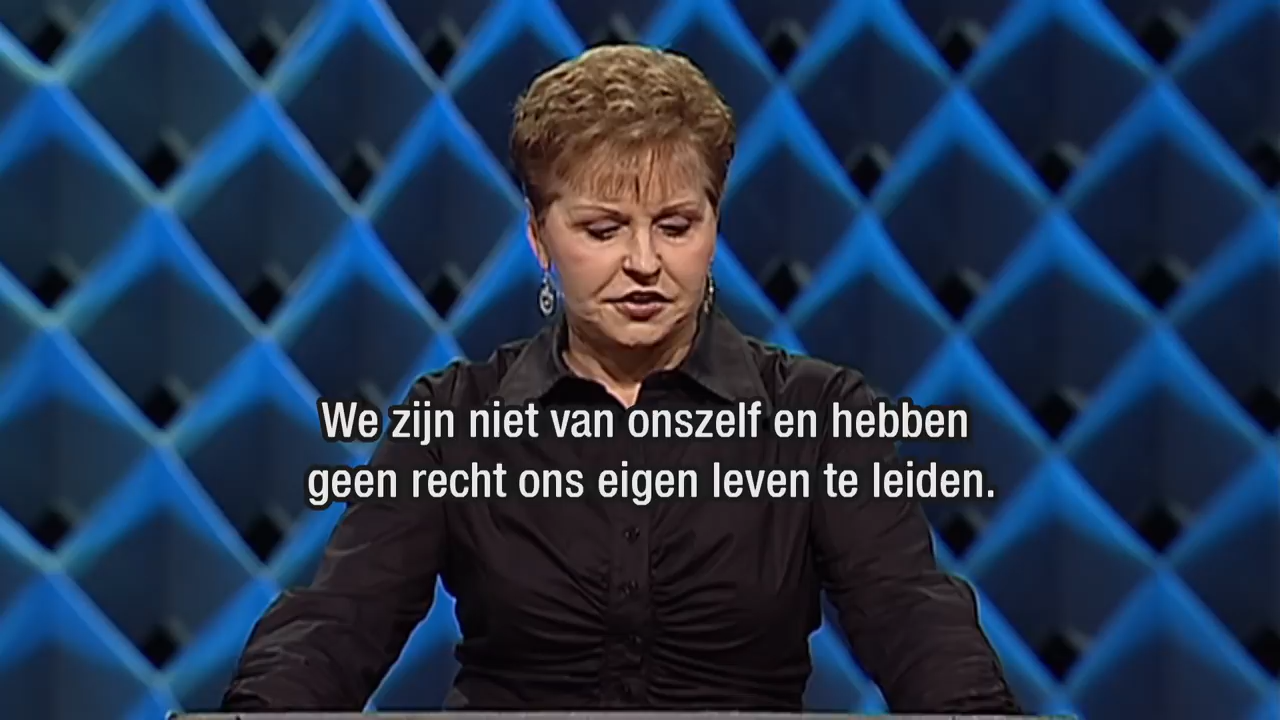 We zijn niet van onszelf en hebben
geen recht ons eigen leven te leiden.